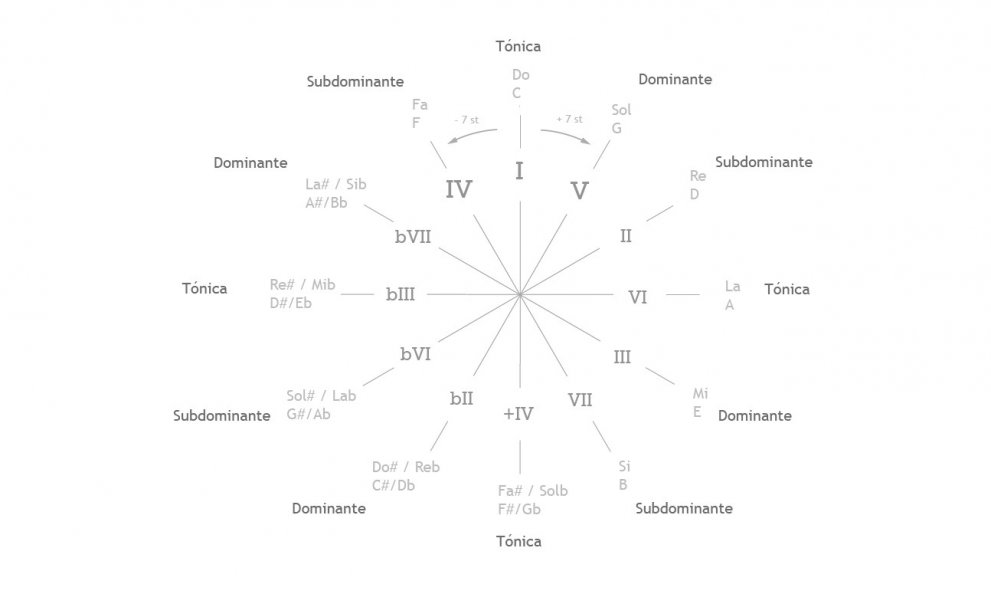 Tónica
Do
C
Subdominante
Dominante
Fa
F
- 7 st
+ 7 st
Sol
G
Dominante
Subdominante
La# / Sib
A#/Bb
I
IV
V
Re
D
bVII
II
Tónica
Re# / Mib
D#/Eb
bIII
VI
La
A
Tónica
bVI
III
Sol# / Lab
G#/Ab
Subdominante
bII
+IV
VII
Mi
E
Dominante
Do# / Reb
C#/Db
Dominante
Fa# / Solb
F#/Gb
Tónica
Si
B
Subdominante